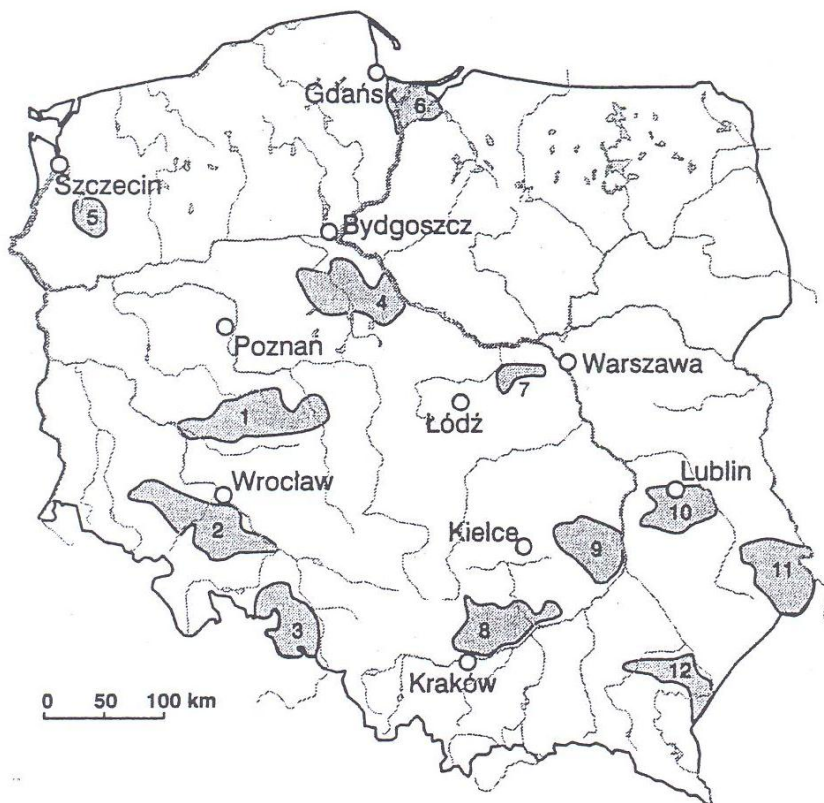 Gdańsk
6
Szczecin
5
Bydgoszcz
4
Poznań
Warszawa
7
Łódź
1
Wrocław
Lublin
2
10
Kielce
9
11
3
8
12
Kraków
0 50 100 km